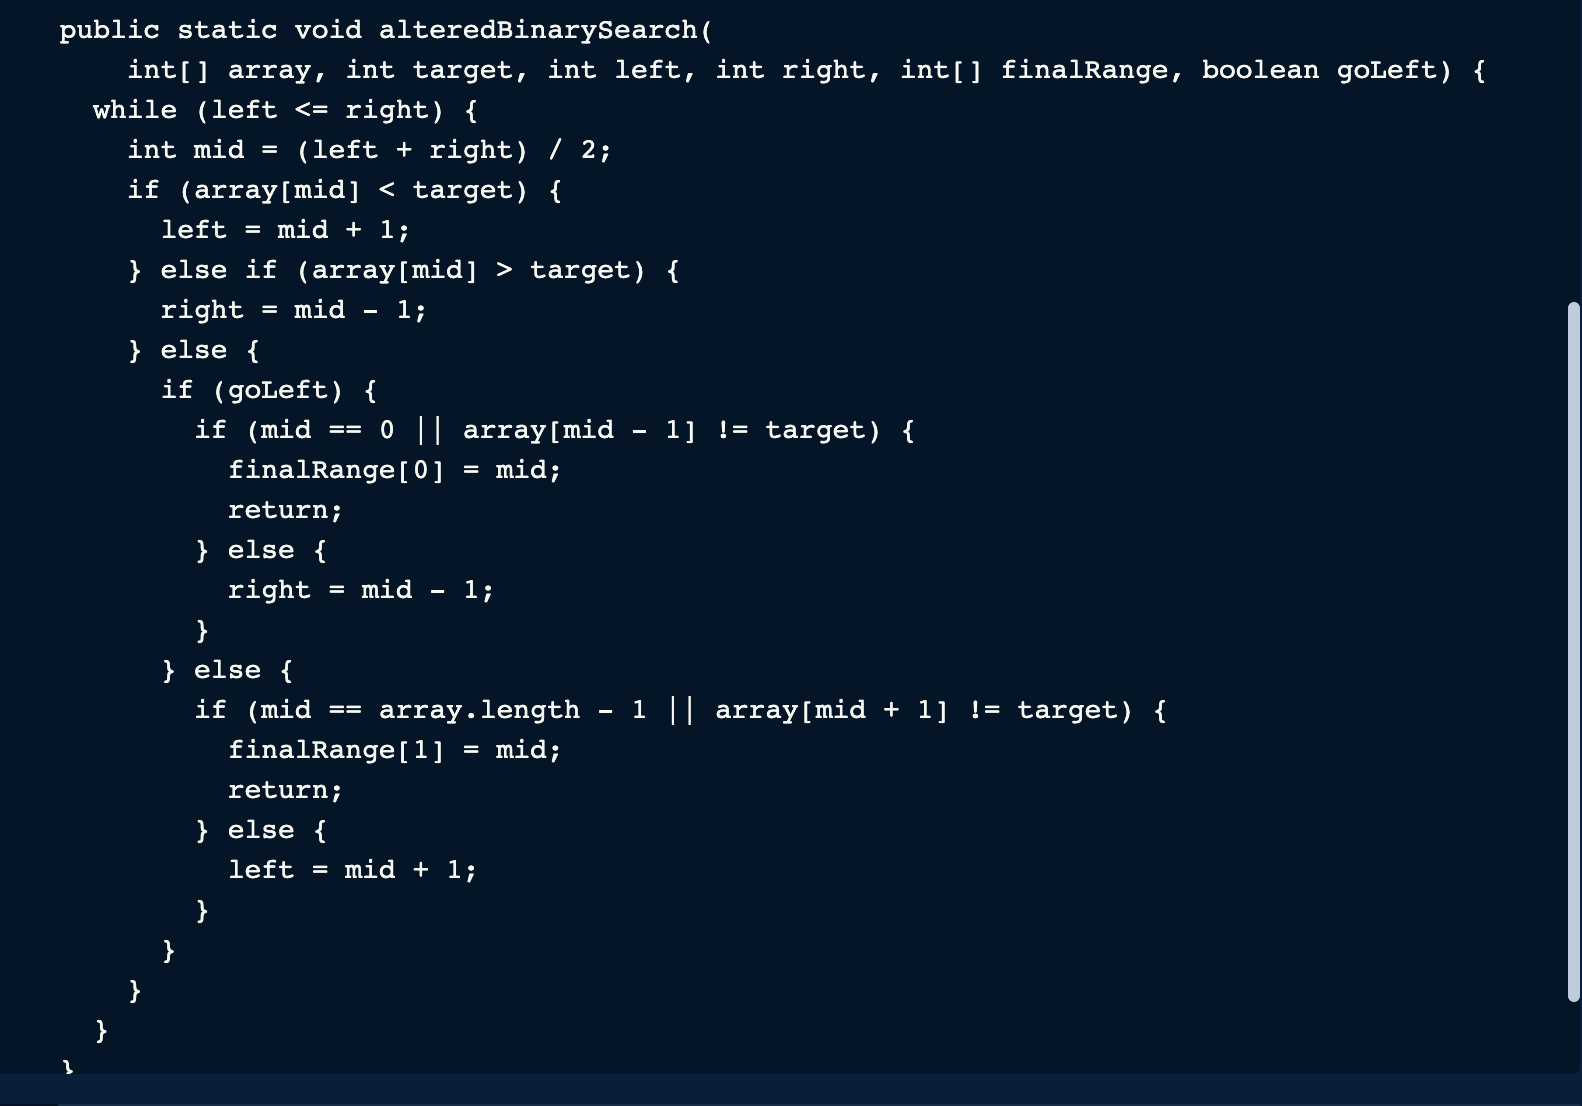 public static void alteredBinarySearch(
    int[] array, int target, int left, int right, int[] finalRange, boolean goLeft) {
  while (left <= right) {
    int mid = (left + right) / 2;
    if (array[mid] < target) {
      left = mid + 1;
    } else if (array[mid] > target) {
      right = mid - 1;
    } else {
      if (goLeft) {
        if (mid == 0 || array[mid - 1] != target) {
          finalRange[0] = mid;
          return;
        } else {
          right = mid - 1;
        }
      } else {
        if (mid == array.length - 1 || array[mid + 1] != target) {
          finalRange[1] = mid;
          return;
        } else {
          left = mid + 1;
        }
      }
    }
  }
}